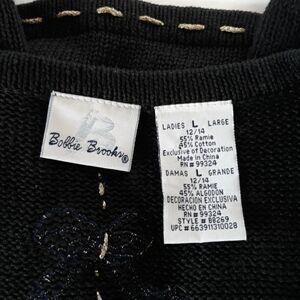 Bobbie Brooks®
LADIES L LARGE
12/14
55% Ramie
45% Cotton
Exclusive of Decoration
Made in China
RN# 99324
DAMAS L GRANDE
12/14
55% RAMIE
45% ALGODON
DECORACION EXCLUSIVA
HECHO EN CHINA
RN # 99324
STYLE # 88269
UPC # 663911310028